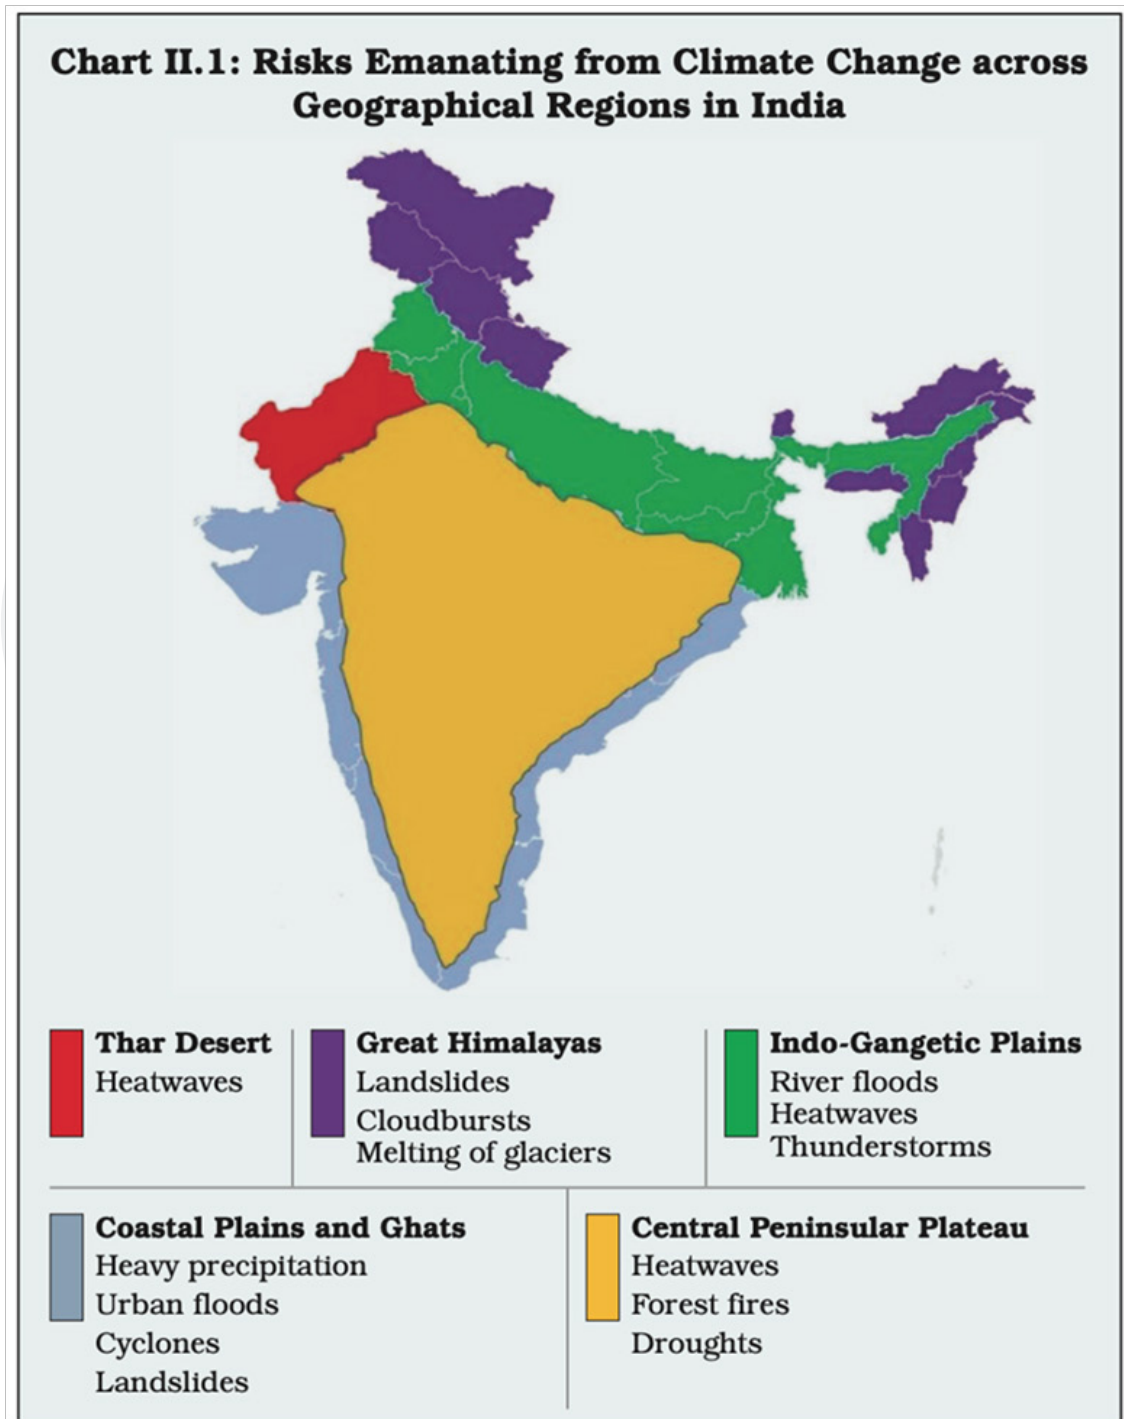 Chart II.1: Risks Emanating from Climate Change across
Geographical Regions in India
Thar Desert
Heatwaves
Great Himalayas
Landslides
Cloudbursts
Melting of glaciers
Indo-Gangetic Plains
River floods
Heatwaves
Thunderstorms
Coastal Plains and Ghats
Heavy precipitation
Urban floods
Cyclones
Landslides
Central Peninsular Plateau
Heatwaves
Forest fires
Droughts